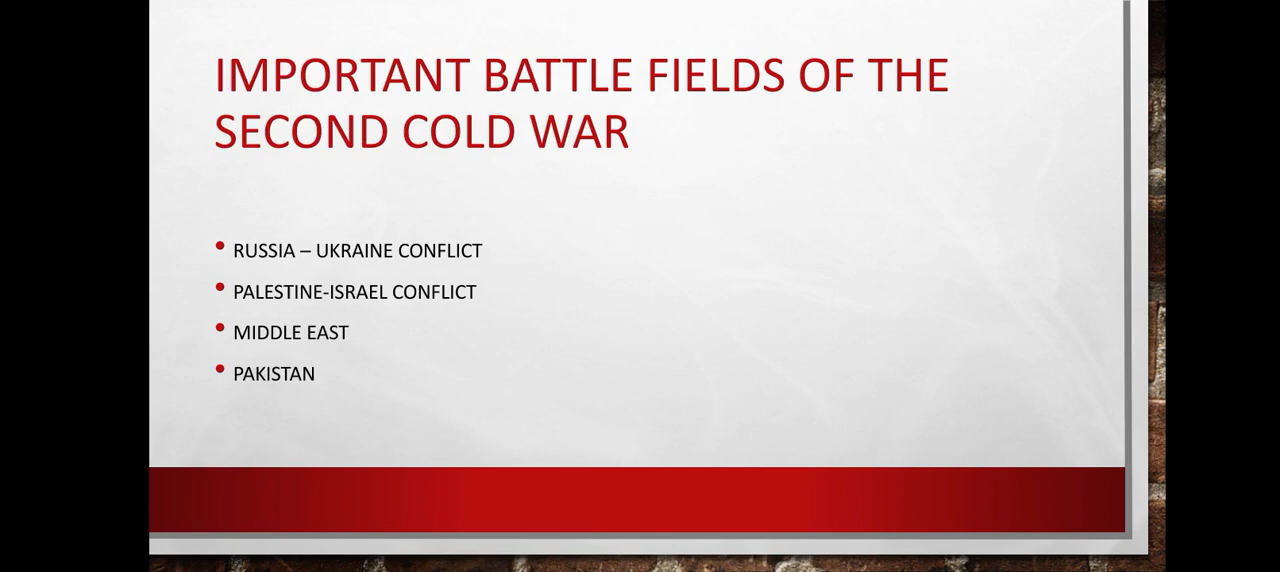 IMPORTANT BATTLE FIELDS OF THE
SECOND COLD WAR
• RUSSIA – UKRAINE CONFLICT
• PALESTINE-ISRAEL CONFLICT
• MIDDLE EAST
• PAKISTAN